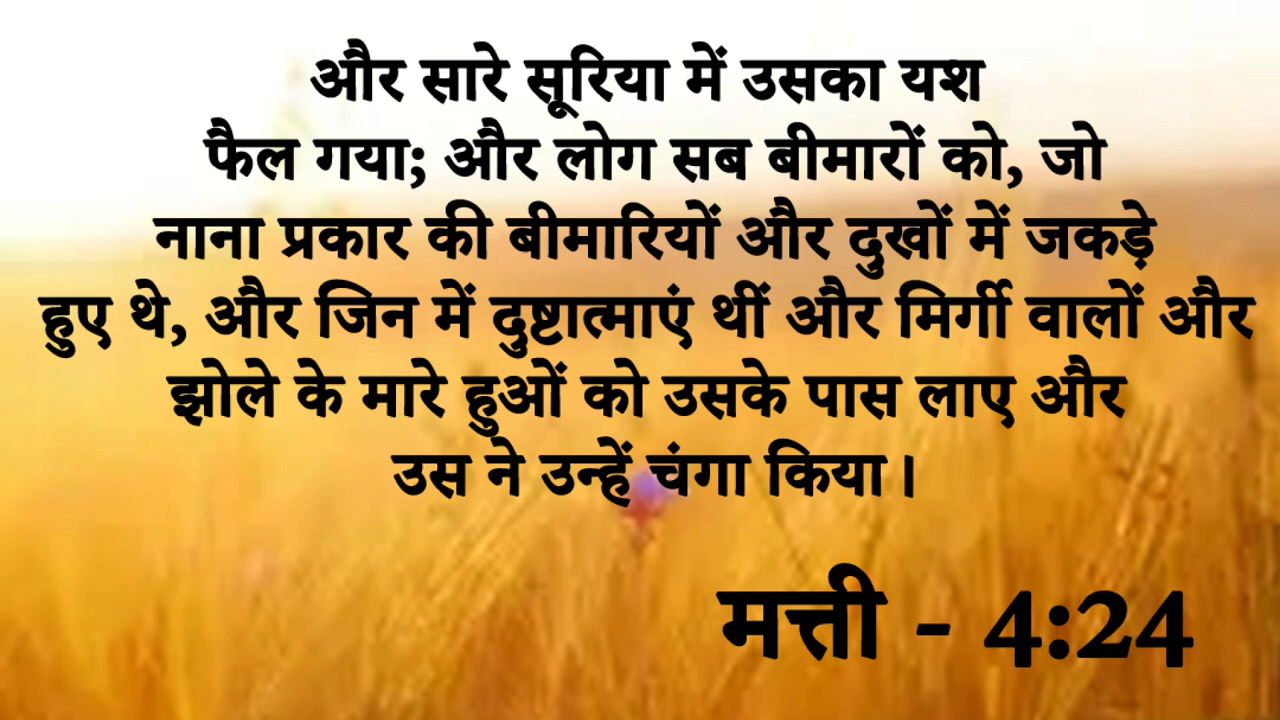 और सारे सूरिया में उसका यश
फैल गया; और लोग सब बीमारों को, जो
नाना प्रकार की बीमारियों और दुखों में जकड़े
हुए थे, और जिन में दुष्टात्माएं थीं और मिर्गी वालों और
झोले के मारे हुओं को उसके पास लाए और
उस ने उन्हें चंगा किया।
मत्ती - 4:24